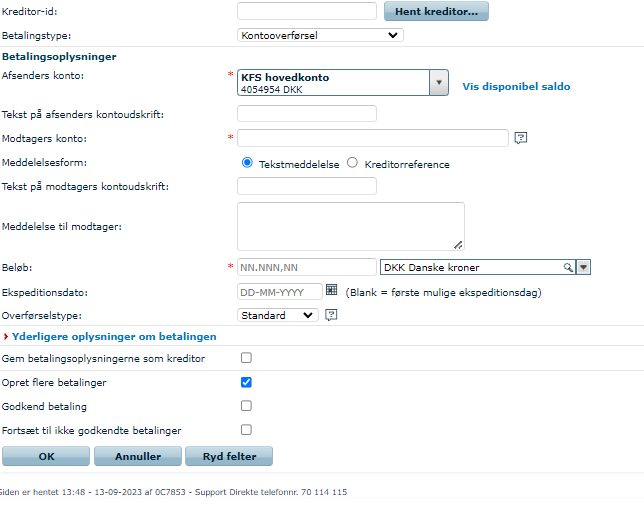 Kreditor-id: Hent kreditor...
Betalingstype: Kontooverførsel
Betalingsoplysninger
Afsenders konto: * KFS hovedkonto
4054954 DKK Vis disponibel saldo
Tekst på afsenders kontoudskrift:
Modtagers konto: * ?
Meddelelsesform: Tekstmeddelelse Kreditorreference
Tekst på modtagers kontoudskrift:
Meddelelse til modtager:
Beløb: * NN.NNN,NN DKK Danske kroner
Ekspeditionsdato: DD-MM-YYYY (Blank = første mulige ekspeditionsdag)
Overførselstype: Standard ?
Yderligere oplysninger om betalingen
Gem betalingsoplysningerne som kreditor
Opret flere betalinger
Godkend betaling
Fortsæt til ikke godkendte betalinger
OK Annuller Ryd felter
Siden er hentet 13:48 - 13-09-2023 af 0C7853 - Support Direkte telefonnr. 70 114 115